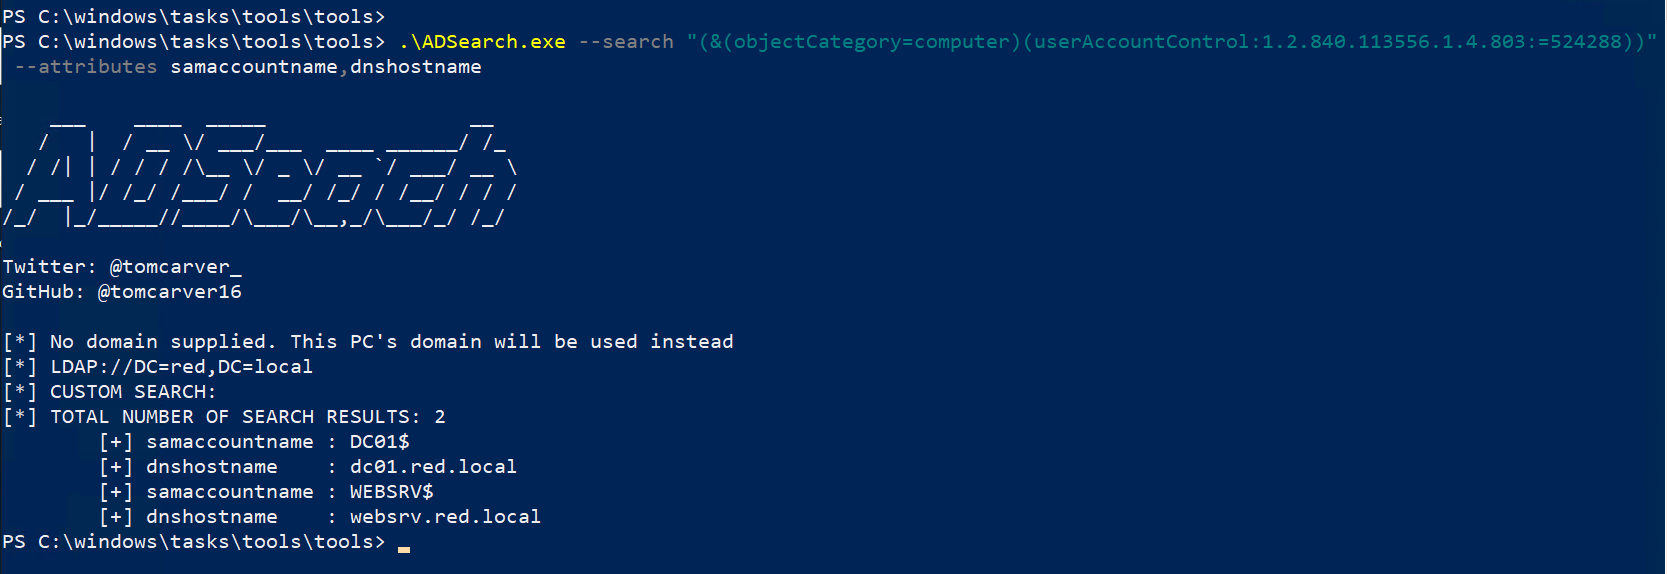 PS C:\windows\tasks\tools\tools>
PS C:\windows\tasks\tools\tools> .\ADSearch.exe --search "(&(objectCategory=computer)(userAccountControl:1.2.840.113556.1.4.803:=524288))"
 --attributes samaccountname,dnshostname
    ___    ____  _____                 __
   /   |  / __ \/ ___/___  ____ ______/ /_
  / /| | / / / /\__ \/ _ \/ __ `/ ___/ __ \
 / ___ |/ /_/ /___/ /  __/ /_/ / /__/ / / /
/_/  |_/_____//____/\___/\__,_/\___/_/ /_/
Twitter: @tomcarver_
GitHub: @tomcarver16
[*] No domain supplied. This PC's domain will be used instead
[*] LDAP://DC=red,DC=local
[*] CUSTOM SEARCH:
[*] TOTAL NUMBER OF SEARCH RESULTS: 2
        [+] samaccountname : DC01$
        [+] dnshostname    : dc01.red.local
        [+] samaccountname : WEBSRV$
        [+] dnshostname    : websrv.red.local
PS C:\windows\tasks\tools\tools>